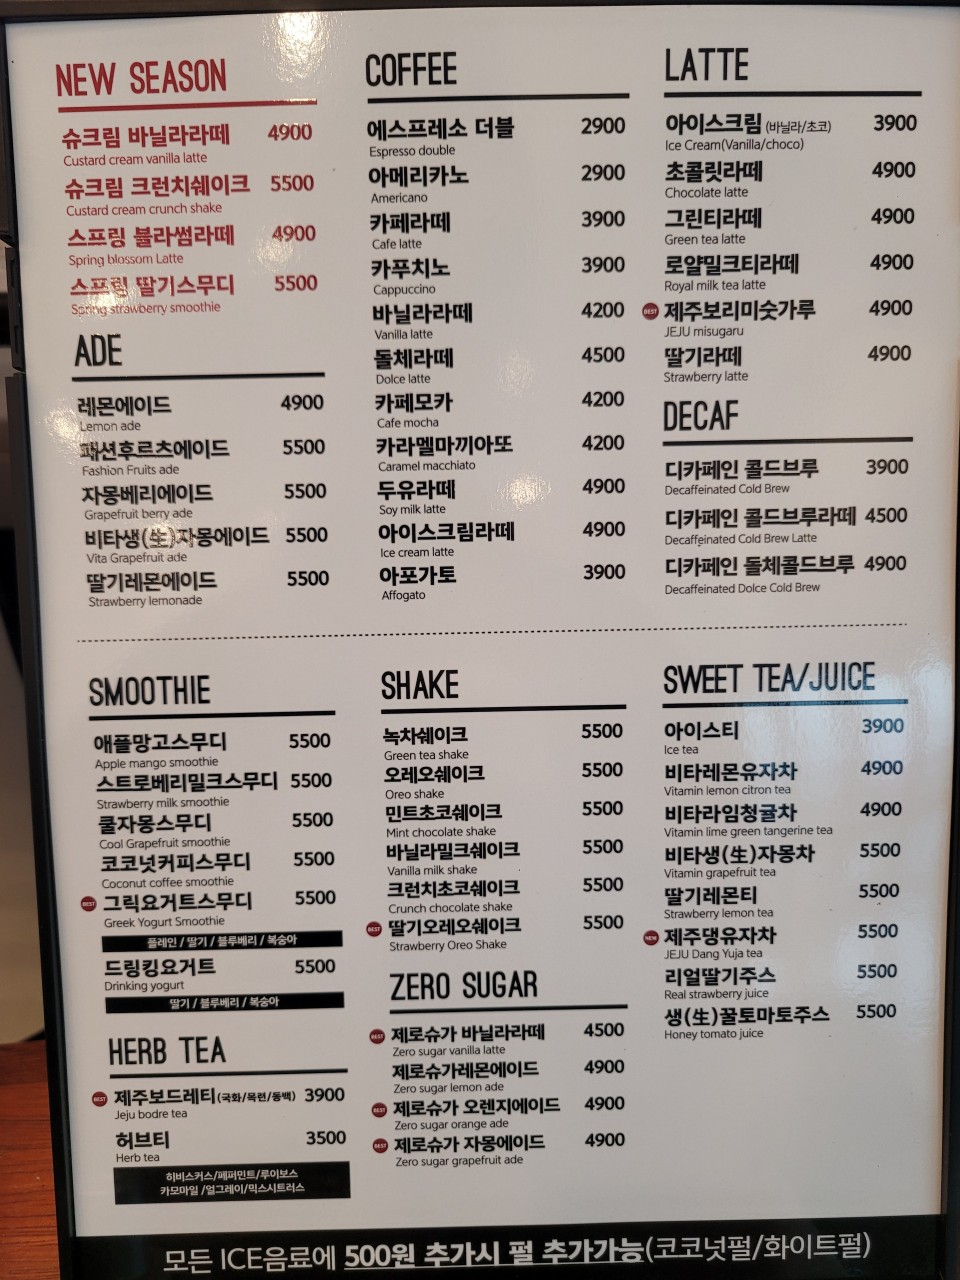 NEW SEASON
슈크림 바닐라라떼 4900
Custard cream vanilla latte
슈크림 크런치쉐이크 5500
Custard cream crunch shake
스프링 블라썸라떼 4900
Spring blossom Latte
스프링 딸기스무디 5500
Spring strawberry smoothie
ADE
레몬에이드 4900
Lemon ade
패션후르츠에이드 5500
Fashion Fruits ade
자몽베리에이드 5500
Grapefruit berry ade
비타생(生)자몽에이드 5500
Vita Grapefruit ade
딸기레몬에이드 5500
Strawberry lemonade
COFFEE
에스프레소 더블 2900
Espresso double
아메리카노 2900
Americano
카페라떼 3900
Cafe latte
카푸치노 3900
Cappuccino
바닐라라떼 4200
Vanilla latte
돌체라떼 4500
Dolce latte
카페모카 4200
Cafe mocha
카라멜마끼아또 4200
Caramel macchiato
두유라떼 4900
Soy milk latte
아이스크림라떼 4900
Ice cream latte
아포가토 3900
Affogato
LATTE
아이스크림 (바닐라/초코) 3900
Ice Cream(Vanilla/choco)
초콜릿라떼 4900
Chocolate latte
그린티라떼 4900
Green tea latte
로얄밀크티라떼 4900
Royal milk tea latte
BEST 제주보리미숫가루 4900
JEJU misugaru
딸기라떼 4900
Strawberry latte
DECAF
디카페인 콜드브루 3900
Decaffeinated Cold Brew
디카페인 콜드브루라떼 4500
Decaffeinated Cold Brew Latte
디카페인 돌체콜드브루 4900
Decaffeinated Dolce Cold Brew
SMOOTHIE
애플망고스무디 5500
Apple mango smoothie
스트로베리밀크스무디 5500
Strawberry milk smoothie
쿨자몽스무디 5500
Cool Grapefruit smoothie
코코넛커피스무디 5500
Coconut coffee smoothie
BEST 그릭요거트스무디 5500
Greek Yogurt Smoothie
플레인 / 딸기 / 블루베리 / 복숭아
드링킹요거트 5500
Drinking yogurt
딸기 / 블루베리 / 복숭아
HERB TEA
BEST 제주보드레티(국화/목련/동백) 3900
Jeju bodre tea
허브티 3500
Herb tea
히비스커스/페퍼민트/루이보스
카모마일 /얼그레이/믹스시트러스
SHAKE
녹차쉐이크 5500
Green tea shake
오레오쉐이크 5500
Oreo shake
민트초코쉐이크 5500
Mint chocolate shake
바닐라밀크쉐이크 5500
Vanilla milk shake
크런치초코쉐이크 5500
Crunch chocolate shake
BEST 딸기오레오쉐이크 5500
Strawberry Oreo Shake
ZERO SUGAR
BEST 제로슈가 바닐라라떼 4500
Zero sugar vanilla latte
제로슈가레몬에이드 4900
Zero sugar lemon ade
BEST 제로슈가 오렌지에이드 4900
Zero sugar orange ade
BEST 제로슈가 자몽에이드 4900
Zero sugar grapefruit ade
SWEET TEA/JUICE
아이스티 3900
Ice tea
비타레몬유자차 4900
Vitamin lemon citron tea
비타라임청귤차 4900
Vitamin lime green tangerine tea
비타생(生)자몽차 5500
Vitamin grapefruit tea
딸기레몬티 5500
Strawberry lemon tea
NEW 제주댕유자차 5500
JEJU Dang Yuja tea
리얼딸기주스 5500
Real strawberry juice
생(生)꿀토마토주스 5500
Honey tomato juice
모든 ICE음료에 500원 추가시 펄 추가가능(코코넛펄/화이트펄)